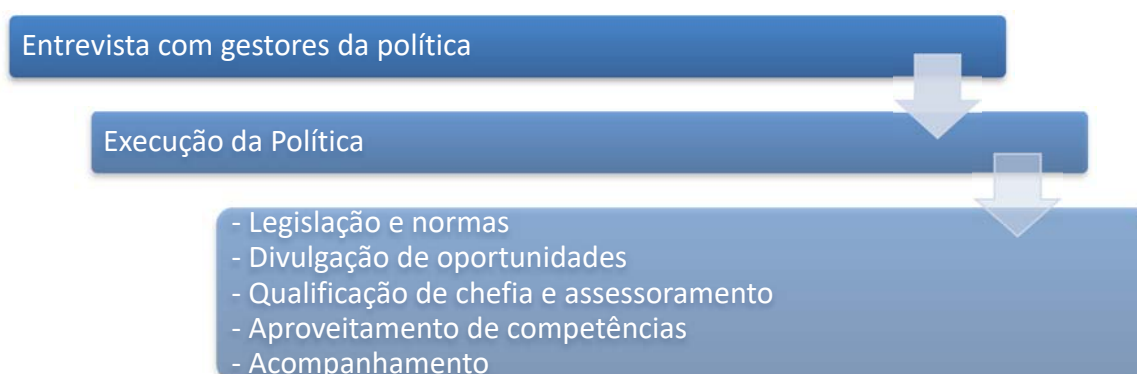 Entrevista com gestores da política
Execução da Política
- Legislação e normas
- Divulgação de oportunidades
- Qualificação de chefia e assessoramento
- Aproveitamento de competências
- Acompanhamento